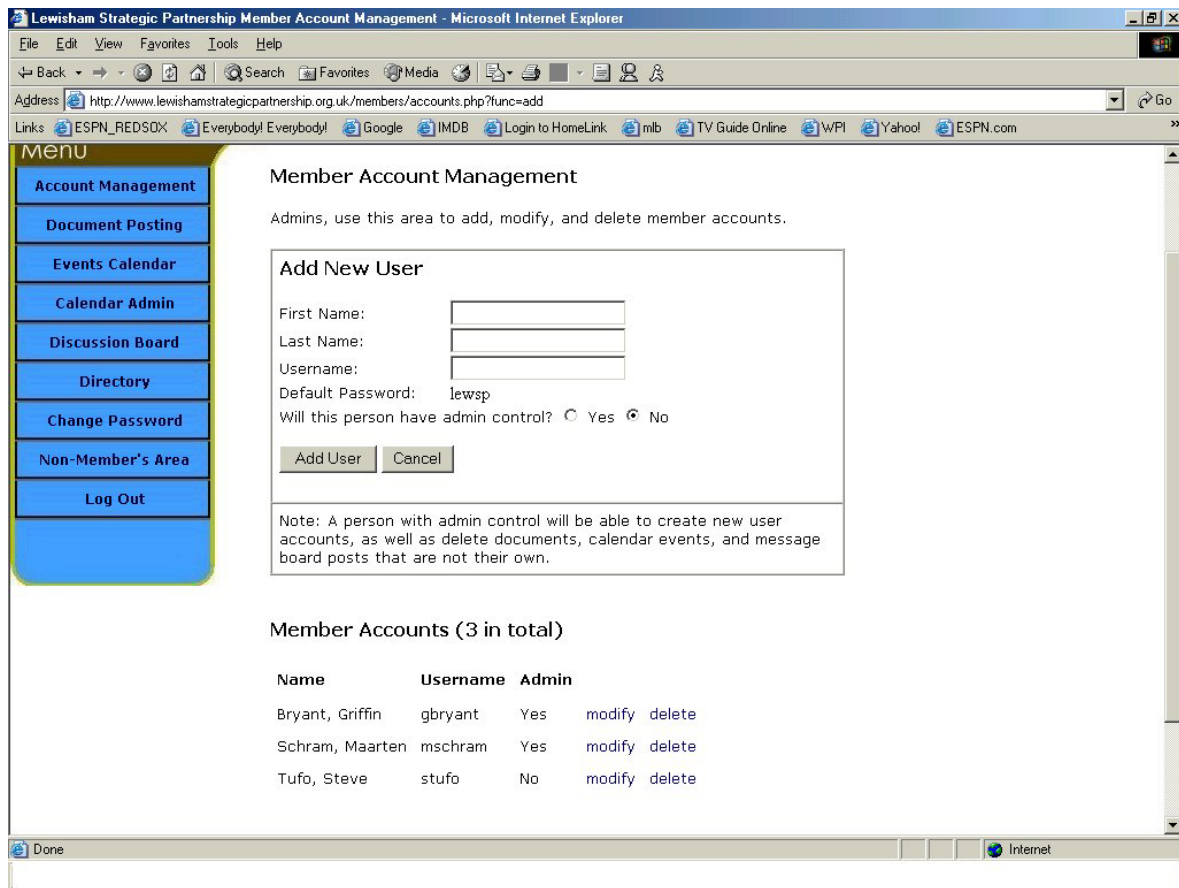 Lewisham Strategic Partnership Member Account Management - Microsoft Internet Explorer
File Edit View Favorites Tools Help
Back Search Favorites Media
Address http://www.lewishamstrategicpartnership.org.uk/members/accounts.php?func=add Go
Links ESPN_REDSOX Everybody! Everybody! Google IMDB Login to HomeLink mlb TV Guide Online WPI Yahoo! ESPN.com »
Menu
Account Management
Document Posting
Events Calendar
Calendar Admin
Discussion Board
Directory
Change Password
Non-Member's Area
Log Out
Member Account Management
Admins, use this area to add, modify, and delete member accounts.
Add New User
First Name:
Last Name:
Username:
Default Password: lewsp
Will this person have admin control? Yes No
Add User Cancel
Note: A person with admin control will be able to create new user
accounts, as well as delete documents, calendar events, and message
board posts that are not their own.
Member Accounts (3 in total)
Name Username Admin
Bryant, Griffin gbryant Yes modify delete
Schram, Maarten mschram Yes modify delete
Tufo, Steve stufo No modify delete
Done Internet